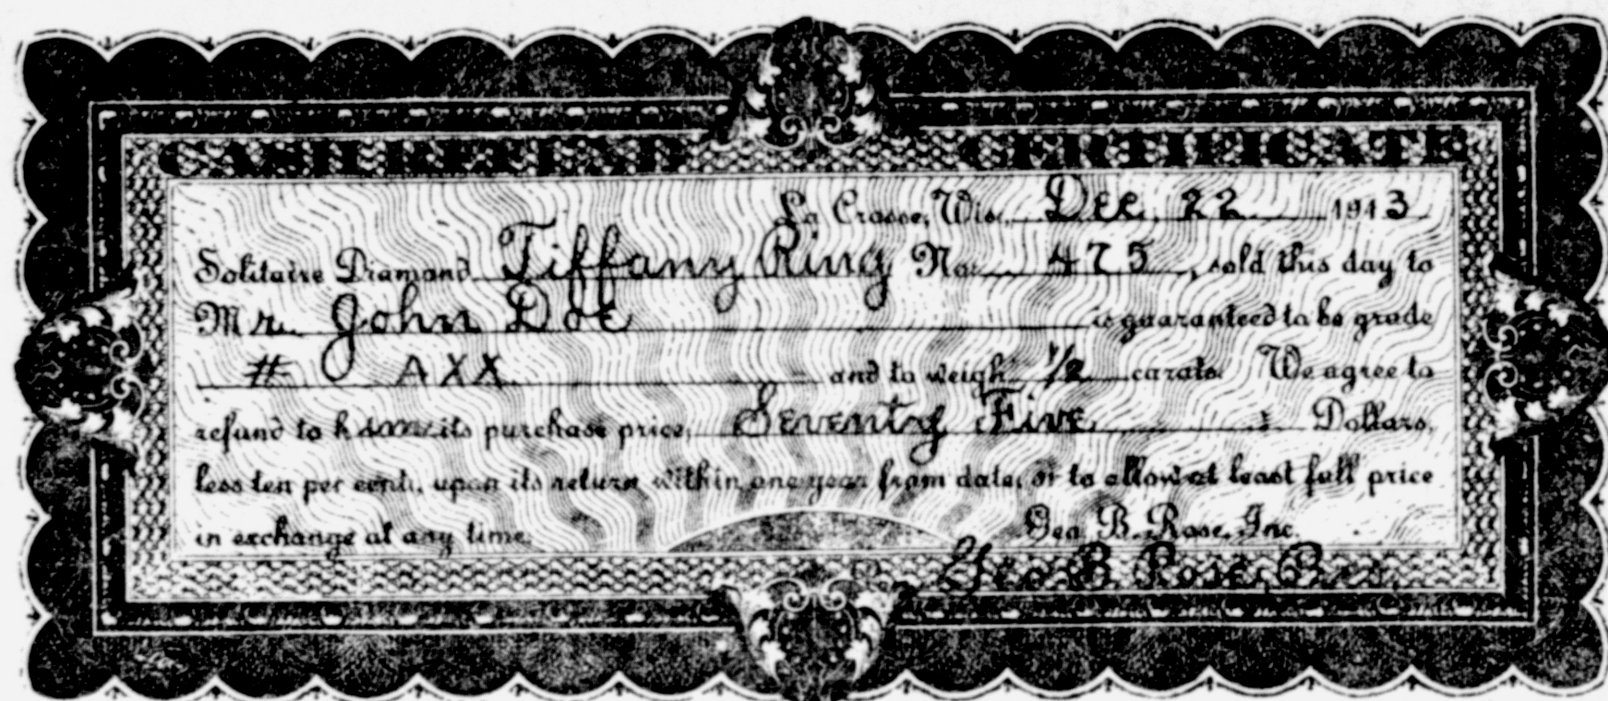 CASH REFUND CERTIFICATE
La Crosse, Wis., Dec. 22 1913
Solitaire Diamond Tiffany Ring No. 475, sold this day to
Mr. John Doe is guaranteed to be grade
# AXX and to weigh 1/2 carats. We agree to
refund to him its purchase price, Seventy Five Dollars,
less ten per cent, upon its return within one year from date, or to allow at least full price
in exchange at any time.
Geo. B. Rose, Inc.
Geo. B. Rose, Pres.